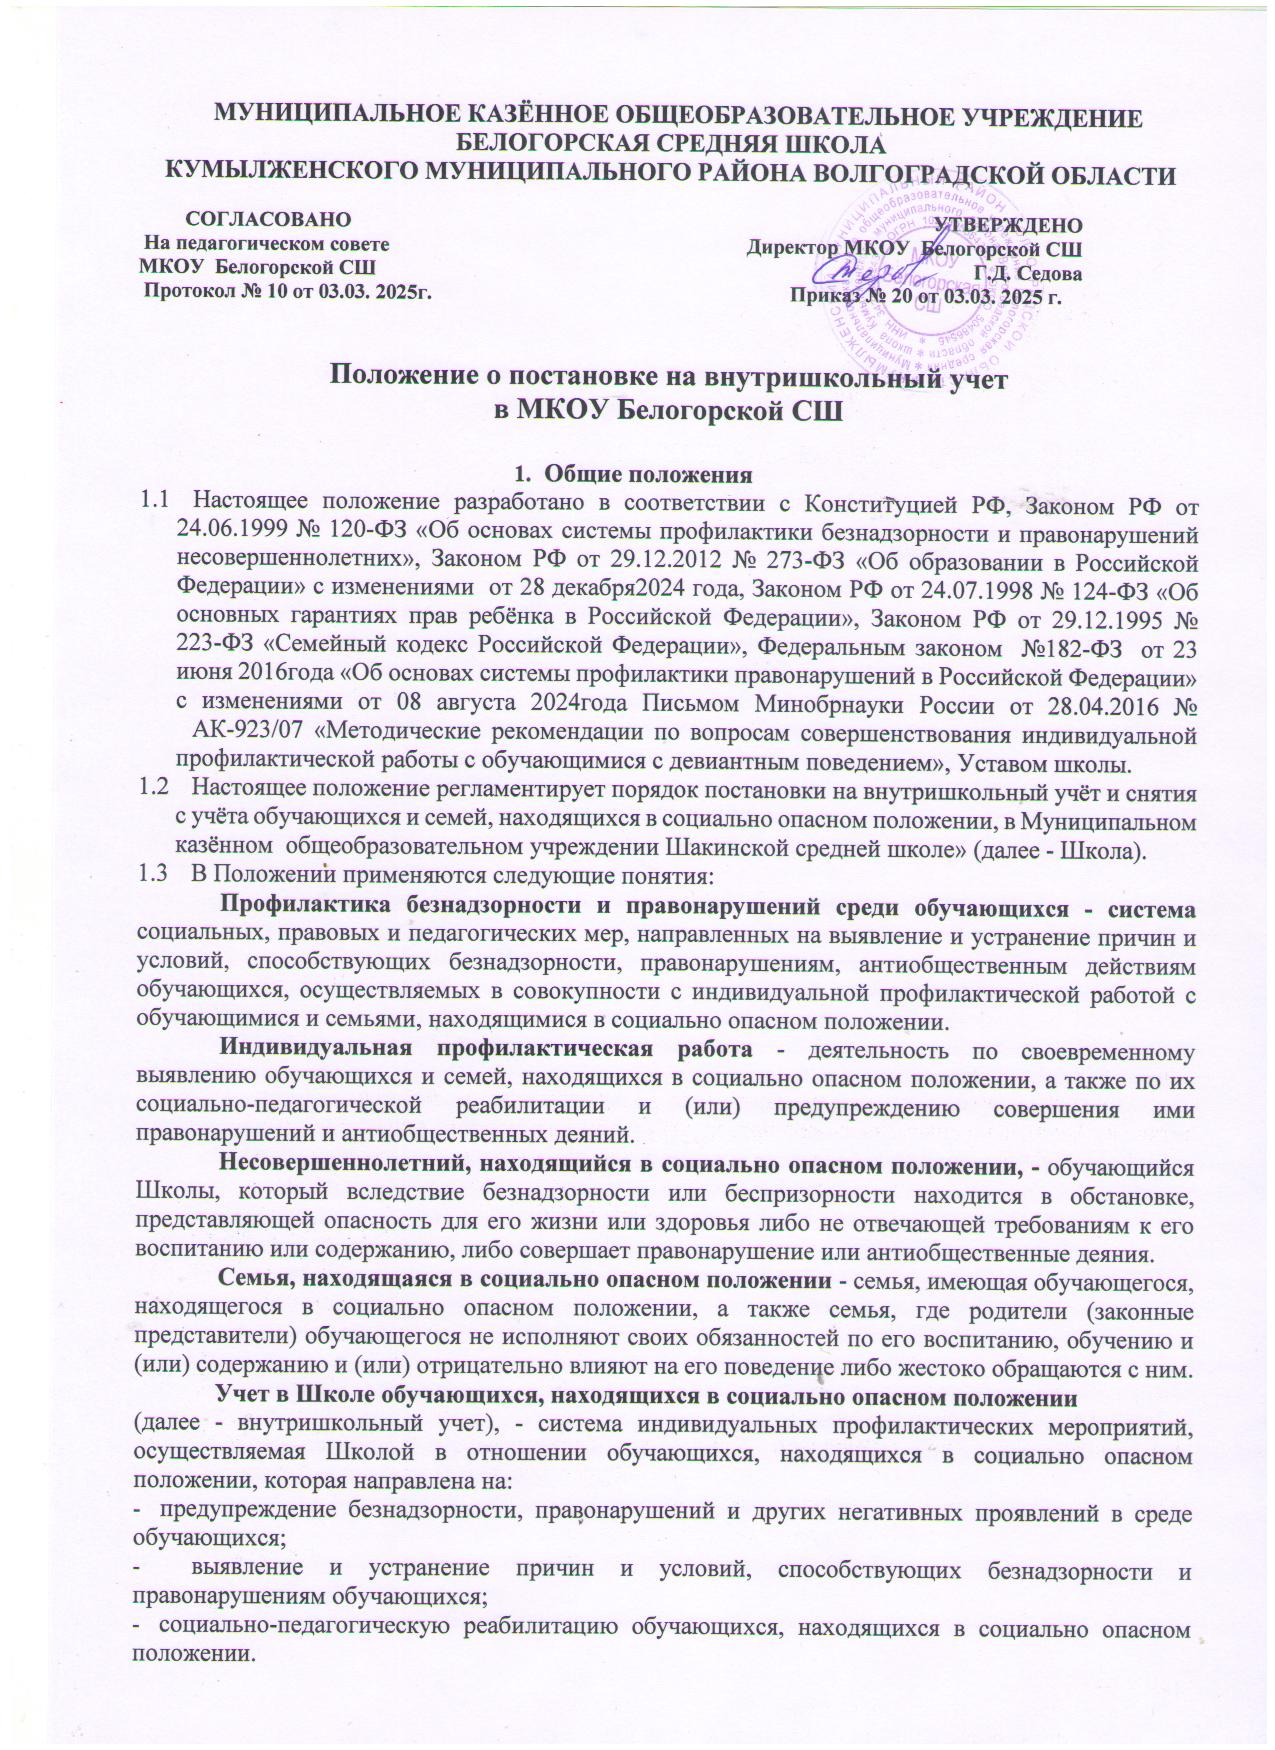 МУНИЦИПАЛЬНОЕ КАЗЁННОЕ ОБЩЕОБРАЗОВАТЕЛЬНОЕ УЧРЕЖДЕНИЕ
БЕЛОГОРСКАЯ СРЕДНЯЯ ШКОЛА
КУМЫЛЖЕНСКОГО МУНИЦИПАЛЬНОГО РАЙОНА ВОЛГОГРАДСКОЙ ОБЛАСТИ
СОГЛАСОВАНО
На педагогическом совете
МКОУ Белогорской СШ
Протокол № 10 от 03.03. 2025г.
УТВЕРЖДЕНО
Директор МКОУ Белогорской СШ
Г.Д. Седова
Приказ № 20 от 03.03. 2025 г.
МКОУ
Белогорская
СШ
Положение о постановке на внутришкольный учет
в МКОУ Белогорской СШ
1. Общие положения
1.1 Настоящее положение разработано в соответствии с Конституцией РФ, Законом РФ от
24.06.1999 № 120-ФЗ «Об основах системы профилактики безнадзорности и правонарушений
несовершеннолетних», Законом РФ от 29.12.2012 № 273-ФЗ «Об образовании в Российской
Федерации» с изменениями от 28 декабря2024 года, Законом РФ от 24.07.1998 № 124-ФЗ «Об
основных гарантиях прав ребёнка в Российской Федерации», Законом РФ от 29.12.1995 №
223-ФЗ «Семейный кодекс Российской Федерации», Федеральным законом №182-ФЗ от 23
июня 2016года «Об основах системы профилактики правонарушений в Российской Федерации»
с изменениями от 08 августа 2024года Письмом Минобрнауки России от 28.04.2016 №
АК-923/07 «Методические рекомендации по вопросам совершенствования индивидуальной
профилактической работы с обучающимися с девиантным поведением», Уставом школы.
1.2 Настоящее положение регламентирует порядок постановки на внутришкольный учёт и снятия
с учёта обучающихся и семей, находящихся в социально опасном положении, в Муниципальном
казённом общеобразовательном учреждении Шакинской средней школе» (далее - Школа).
1.3 В Положении применяются следующие понятия:
Профилактика безнадзорности и правонарушений среди обучающихся - система
социальных, правовых и педагогических мер, направленных на выявление и устранение причин и
условий, способствующих безнадзорности, правонарушениям, антиобщественным действиям
обучающихся, осуществляемых в совокупности с индивидуальной профилактической работой с
обучающимися и семьями, находящимися в социально опасном положении.
Индивидуальная профилактическая работа - деятельность по своевременному
выявлению обучающихся и семей, находящихся в социально опасном положении, а также по их
социально-педагогической реабилитации и (или) предупреждению совершения ими
правонарушений и антиобщественных деяний.
Несовершеннолетний, находящийся в социально опасном положении, - обучающийся
Школы, который вследствие безнадзорности или беспризорности находится в обстановке,
представляющей опасность для его жизни или здоровья либо не отвечающей требованиям к его
воспитанию или содержанию, либо совершает правонарушение или антиобщественные деяния.
Семья, находящаяся в социально опасном положении - семья, имеющая обучающегося,
находящегося в социально опасном положении, а также семья, где родители (законные
представители) обучающегося не исполняют своих обязанностей по его воспитанию, обучению и
(или) содержанию и (или) отрицательно влияют на его поведение либо жестоко обращаются с ним.
Учет в Школе обучающихся, находящихся в социально опасном положении
(далее - внутришкольный учет), - система индивидуальных профилактических мероприятий,
осуществляемая Школой в отношении обучающихся, находящихся в социально опасном
положении, которая направлена на:
- предупреждение безнадзорности, правонарушений и других негативных проявлений в среде
обучающихся;
- выявление и устранение причин и условий, способствующих безнадзорности и
правонарушениям обучающихся;
- социально-педагогическую реабилитацию обучающихся, находящихся в социально опасном
положении.